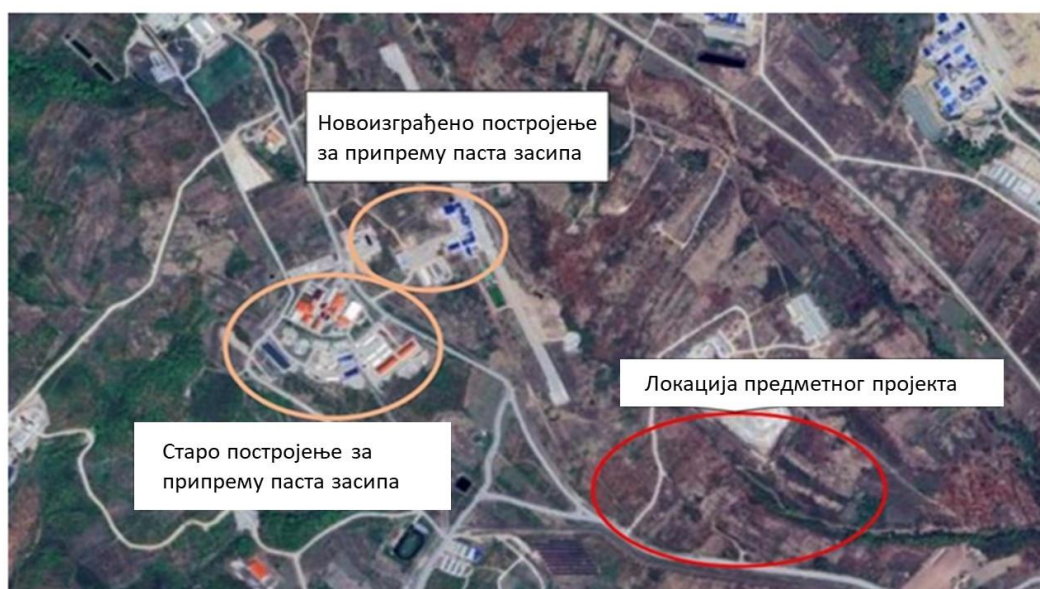 Новоизграђено постројење
за припрему паста засипа
Локација предметног пројекта
Старо постројење за
припрему паста засипа